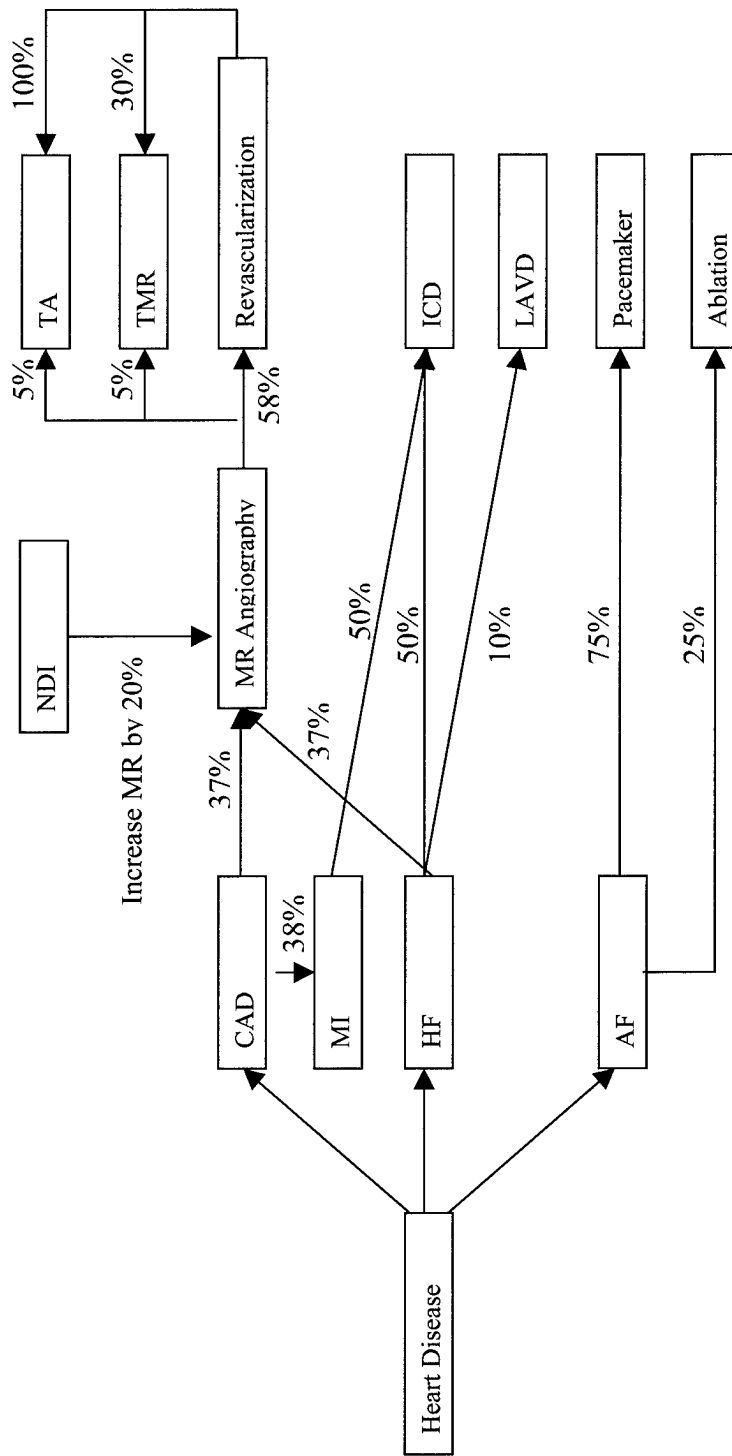 Heart Disease
CAD
MI
HF
AF
38%
NDI
Increase MR by 20%
37%
37%
MR Angiography
5%
5%
58%
TA
TMR
Revascularization
100%
30%
50%
50%
10%
75%
25%
ICD
LAVD
Pacemaker
Ablation